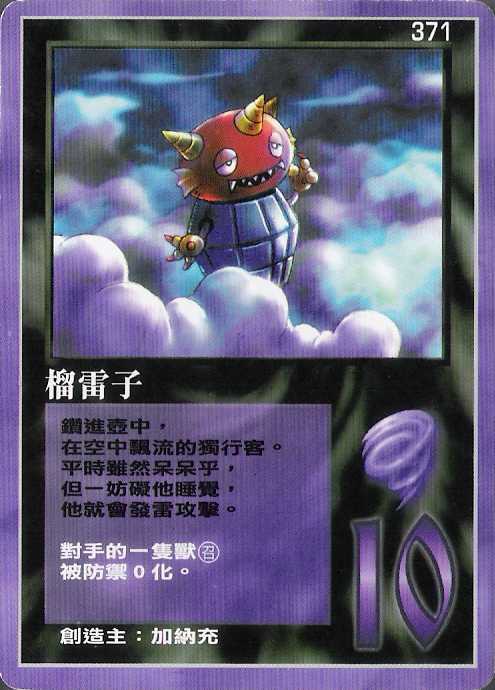 371
榴雷子
鑽進壺中，
在空中飄流的獨行客。
平時雖然呆呆乎，
但一妨礙他睡覺，
他就會發雷攻擊。
對手的一隻獸㊂
被防禦０化。
10
創造主：加納充